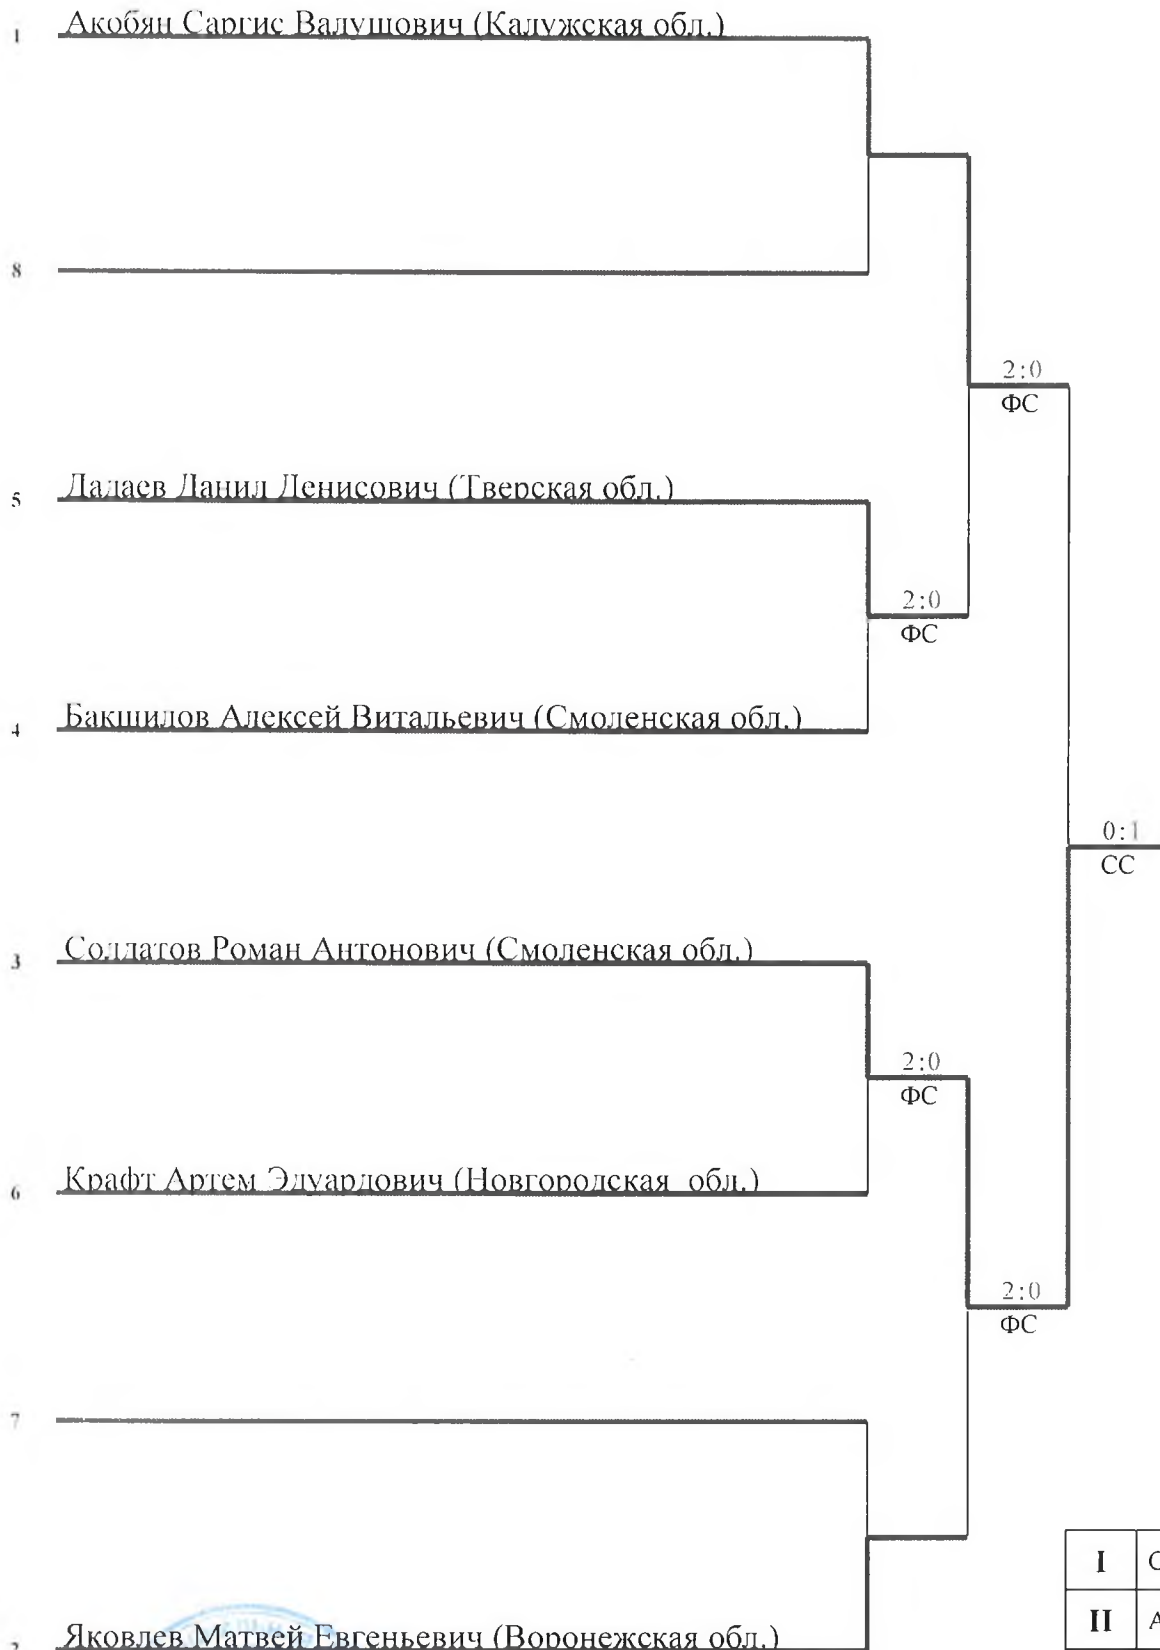 1 Акобян Саргис Валушович (Калужская обл.)
8
2:0
ФС
5 Дадаев Данил Денисович (Тверская обл.)
2:0
ФС
4 Бакшилов Алексей Витальевич (Смоленская обл.)
0:1
СС
3 Солдатов Роман Антонович (Смоленская обл.)
2:0
ФС
6 Крафт Артем Эдуардович (Новгородская обл.)
2:0
ФС
7
I С
II А
2 Яковлев Матвей Евгеньевич (Воронежская обл.)